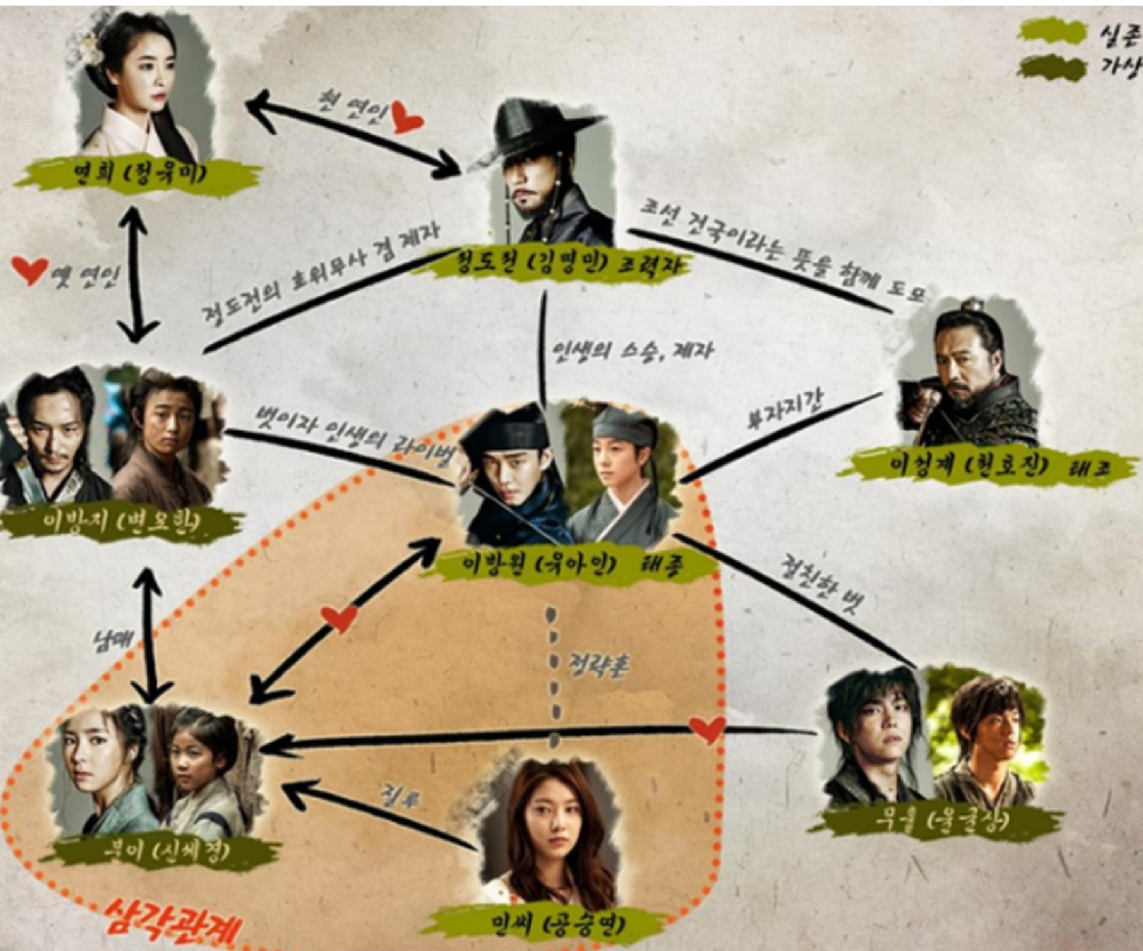 실존
가상
현 연인
연희 (정유미)
정도전 (김명민) 조력자
조선 건국이라는 뜻을 함께 도모
옛 연인
정도전의 호위무사 겸 제자
인생의 스승, 제자
벗이자 인생의 라이벌
부자지간
이성계 (천호진) 태조
이방지 (변요한)
이방원 (유아인) 태종
절친한 벗
남매
정략혼
질투
분이 (신세경)
무휼 (윤균상)
민씨 (공승연)
삼각관계